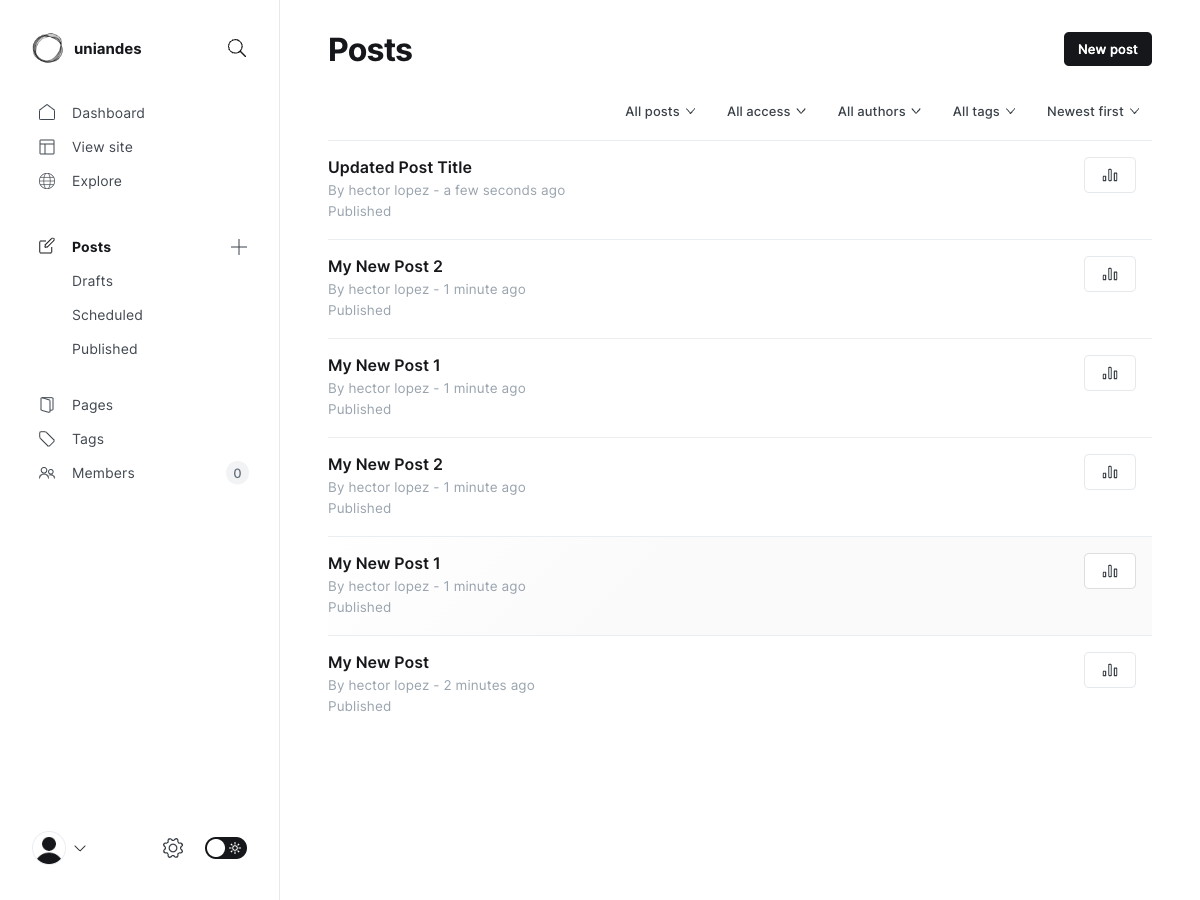 uniandes
Dashboard
View site
Explore
Posts
Drafts
Scheduled
Published
Pages
Tags
Members 0
Posts
New post
All posts All access All authors All tags Newest first
Updated Post Title
By hector lopez - a few seconds ago
Published
My New Post 2
By hector lopez - 1 minute ago
Published
My New Post 1
By hector lopez - 1 minute ago
Published
My New Post 2
By hector lopez - 1 minute ago
Published
My New Post 1
By hector lopez - 1 minute ago
Published
My New Post
By hector lopez - 2 minutes ago
Published